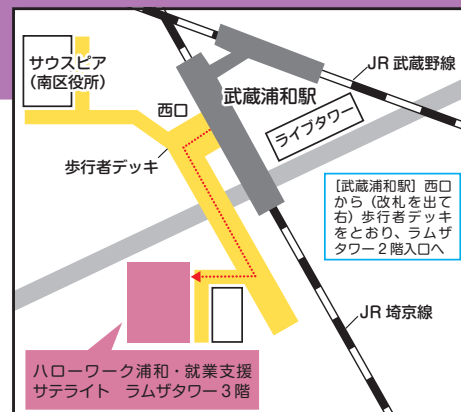 サウスピア
（南区役所）
西口
武蔵浦和駅
JR 武蔵野線
ライブタワー
歩行者デッキ
［武蔵浦和駅］西口
から（改札を出て
右）歩行者デッキ
をとおり、ラムザ
タワー２階入口へ
JR 埼京線
ハローワーク浦和・就業支援
サテライト　ラムザタワー３階